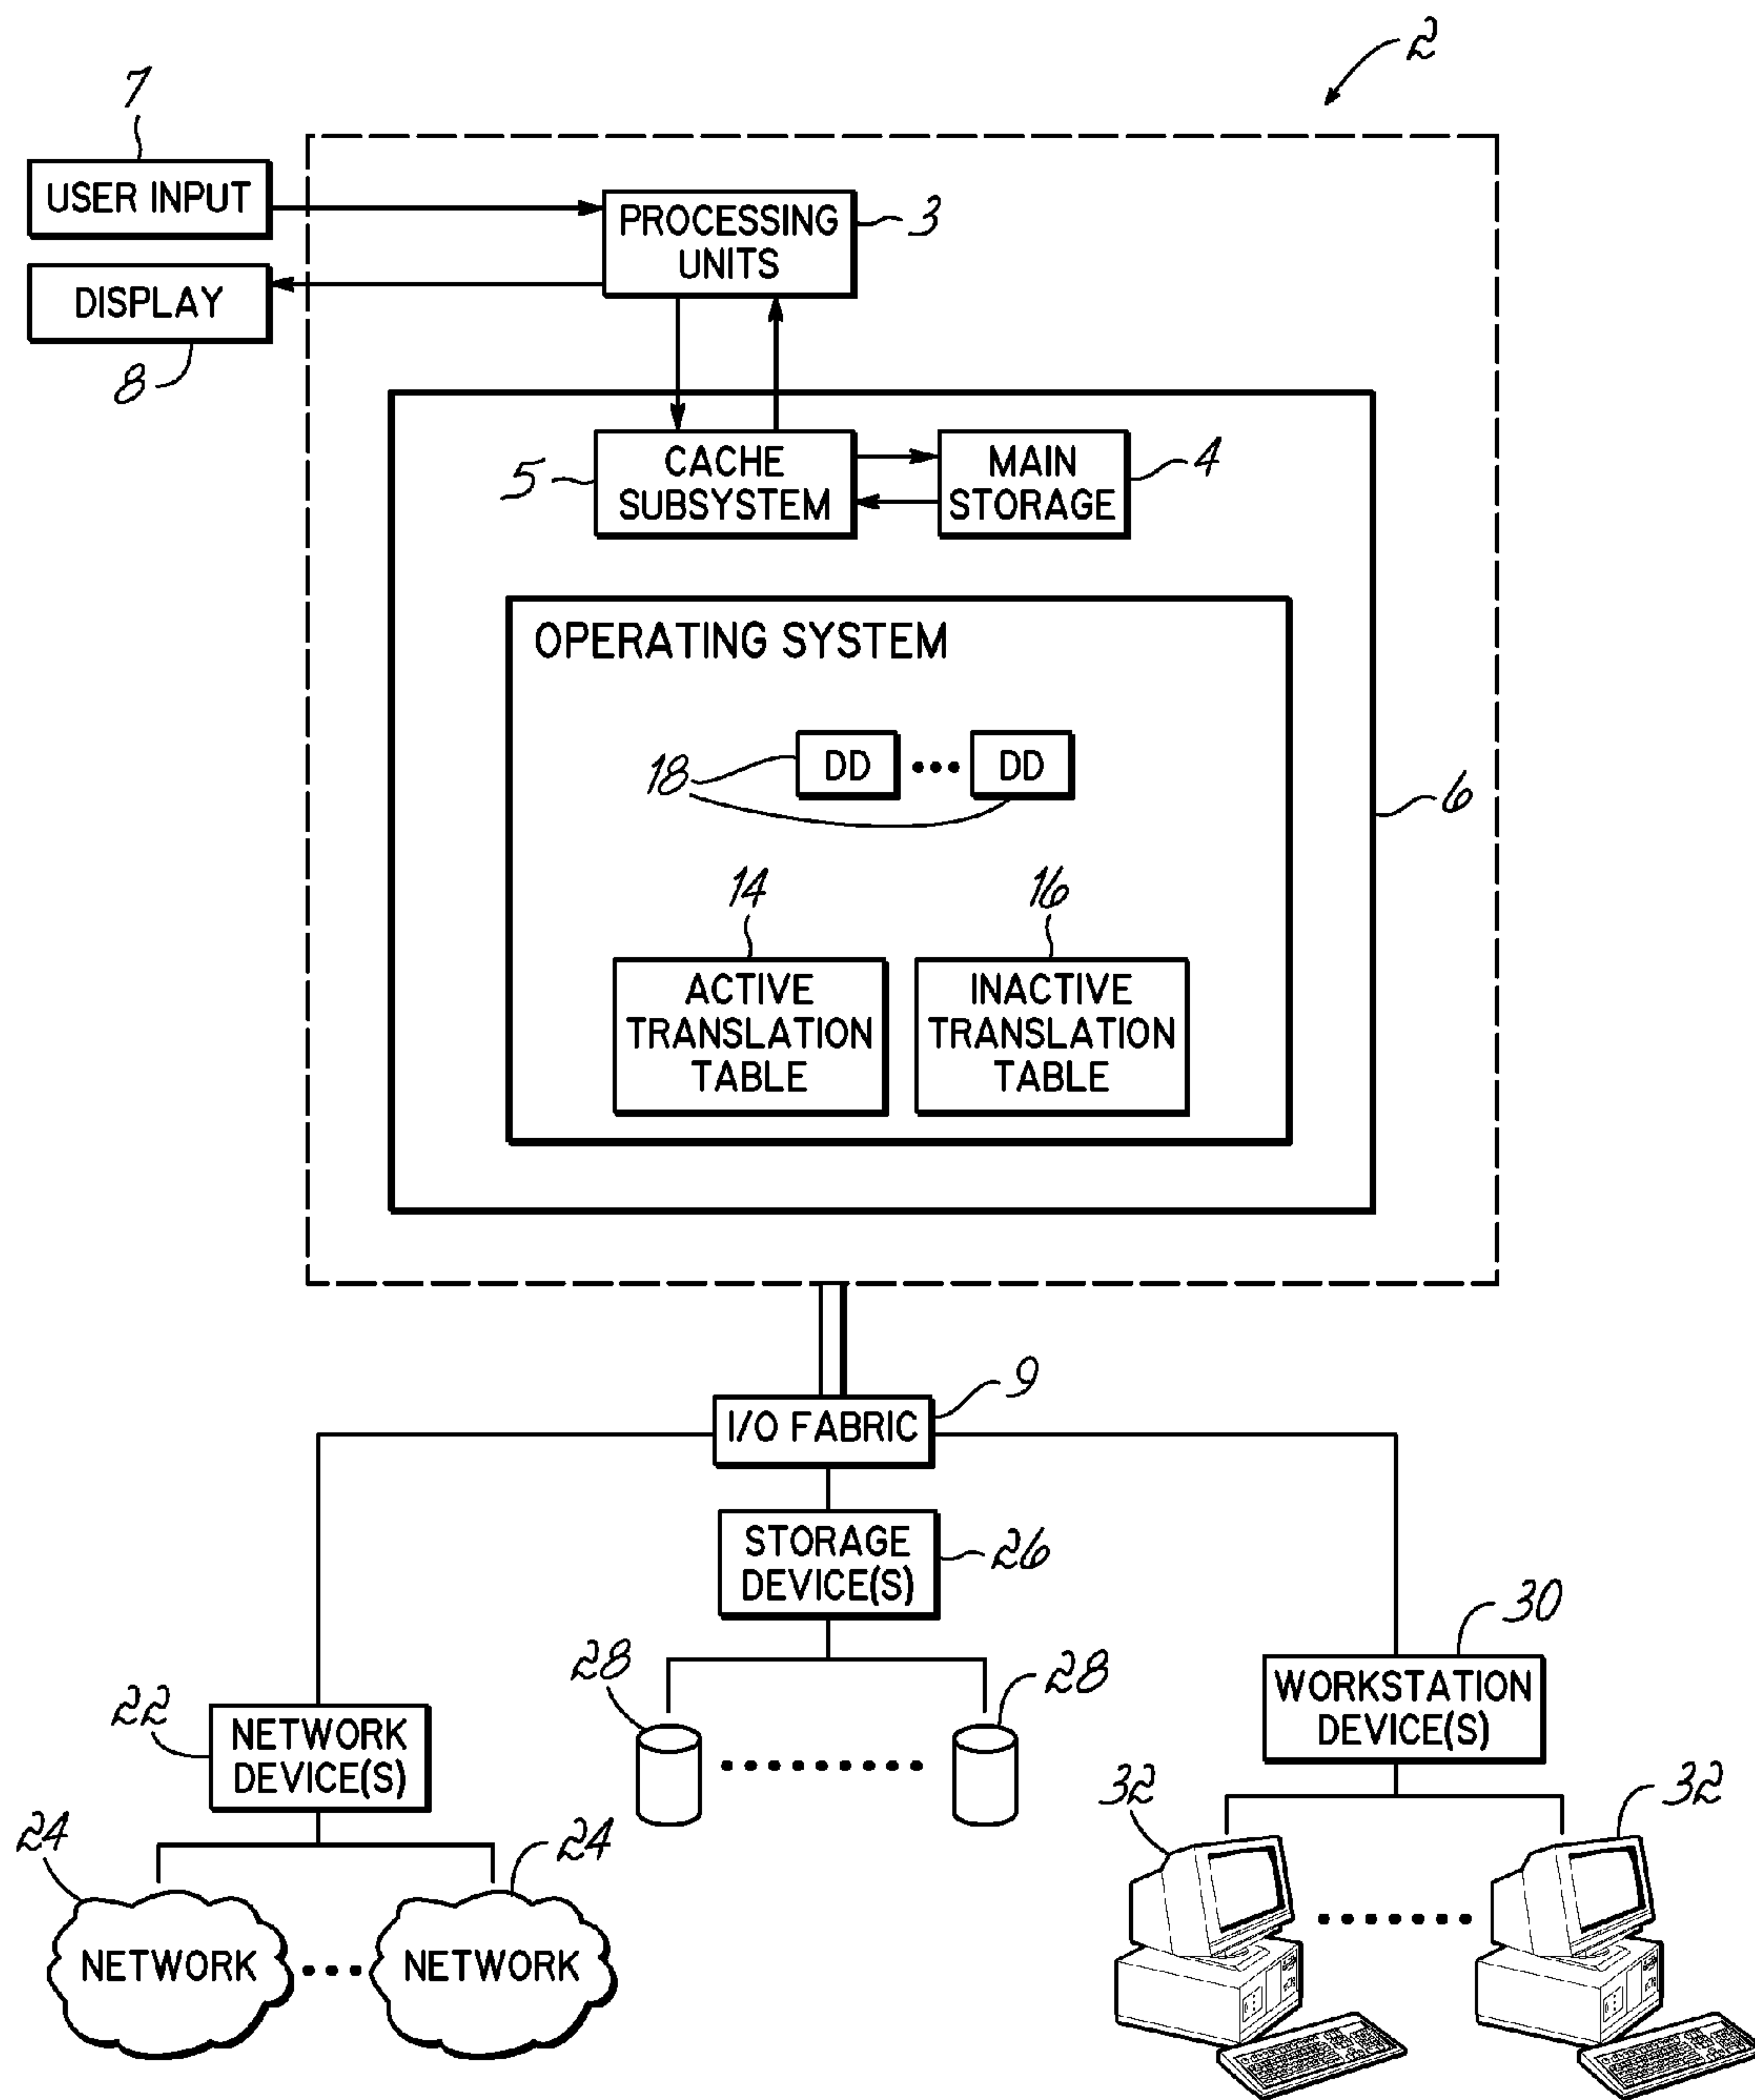 2
7
USER INPUT
PROCESSING
UNITS
3
DISPLAY
8
CACHE
SUBSYSTEM
5
MAIN
STORAGE
4
OPERATING SYSTEM
18
DD
DD
6
14
16
ACTIVE
TRANSLATION
TABLE
INACTIVE
TRANSLATION
TABLE
9
I/O FABRIC
STORAGE
DEVICE(S)
26
30
28
28
WORKSTATION
DEVICE(S)
22
NETWORK
DEVICE(S)
32
32
24
24
NETWORK
NETWORK